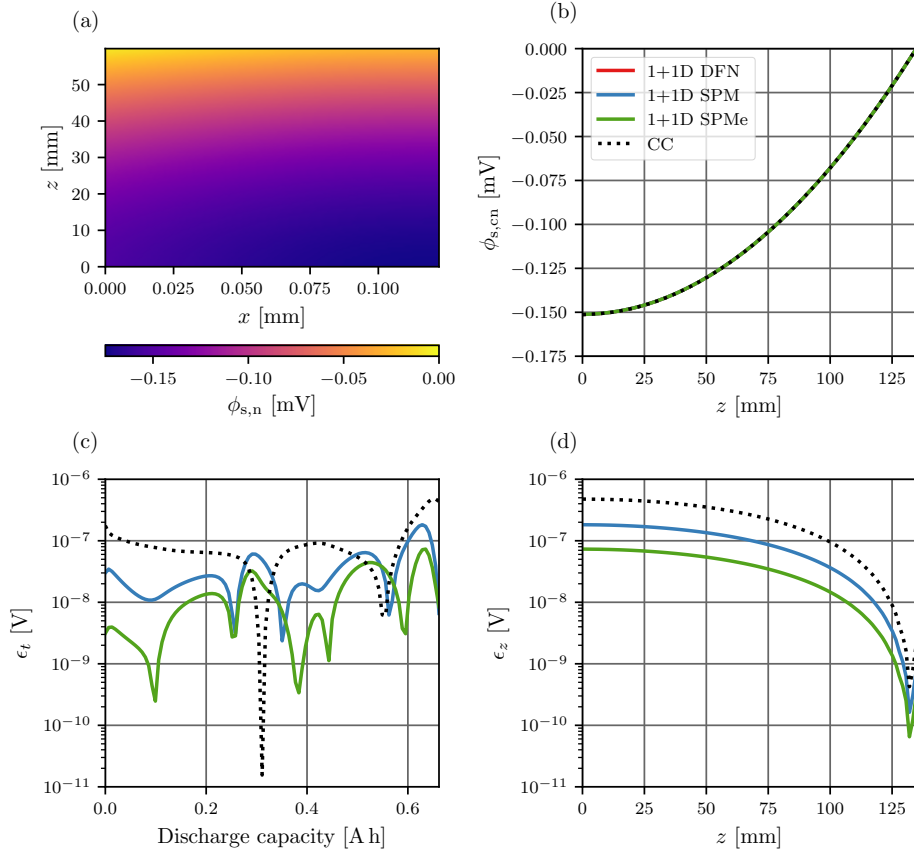 (a)
50
40
30
20
10
0
z [mm]
0.000 0.025 0.050 0.075 0.100
x [mm]
−0.15 −0.10 −0.05 0.00
ϕs,n [mV]
(b)
0.000
−0.025
−0.050
−0.075
−0.100
−0.125
−0.150
−0.175
ϕs,cn [mV]
1+1D DFN
1+1D SPM
1+1D SPMe
CC
0 25 50 75 100 125
z [mm]
(c)
10−6
10−7
10−8
10−9
10−10
10−11
ϵt [V]
0.0 0.2 0.4 0.6
Discharge capacity [A h]
(d)
10−6
10−7
10−8
10−9
10−10
10−11
ϵz [V]
0 25 50 75 100 125
z [mm]